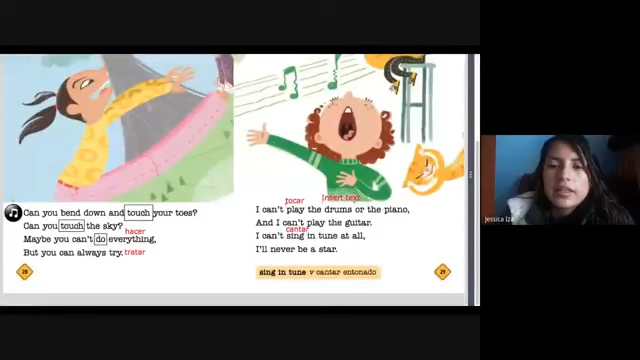 Can you bend down and touch your toes?
Can you touch the sky?
hacer
Maybe you can't do everything,
But you can always try. tratar
28
tocar
Insert text
I can't play the drums or the piano,
And I can't play the guitar.
cantar
I can't sing in tune at all,
I'll never be a star.
sing in tune v cantar entonado
29
Jessica Iza